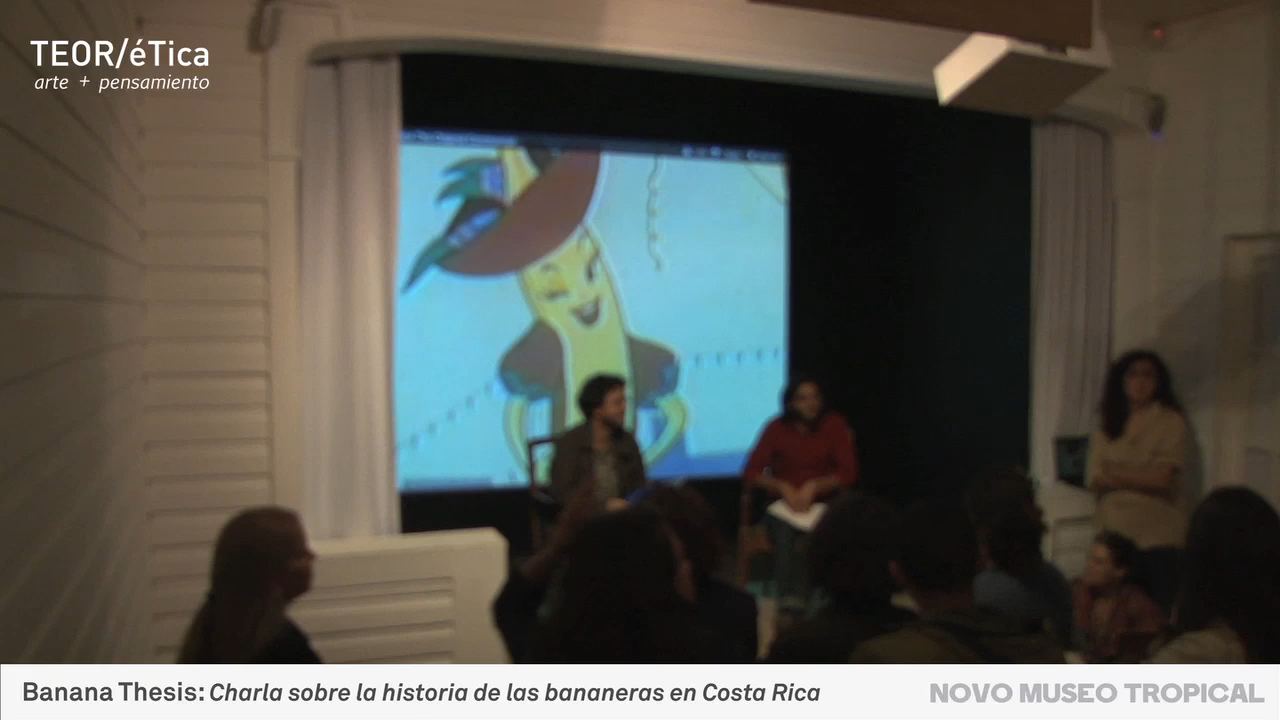 TEOR/éTica
arte + pensamiento
Banana Thesis: Charla sobre la historia de las bananeras en Costa Rica
NOVO MUSEO TROPICAL